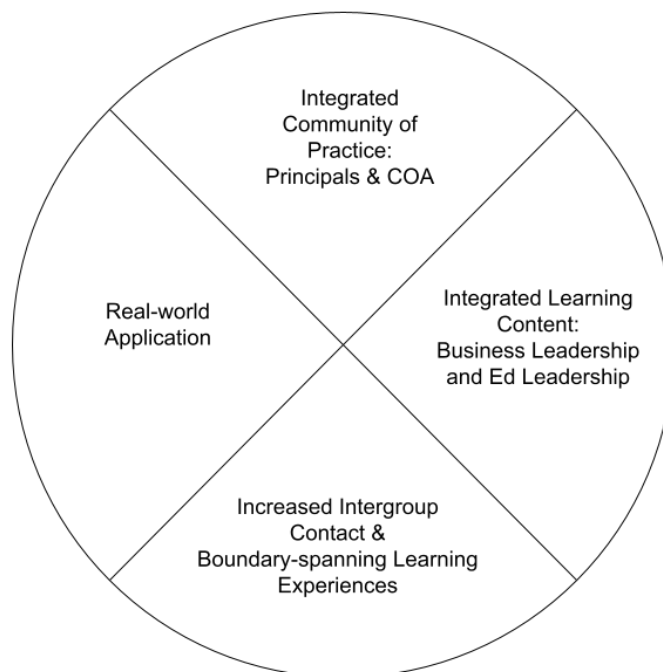 Integrated
Community of
Practice:
Principals & COA
Real-world
Application
Integrated Learning
Content:
Business Leadership
and Ed Leadership
Increased Intergroup
Contact &
Boundary-spanning Learning
Experiences